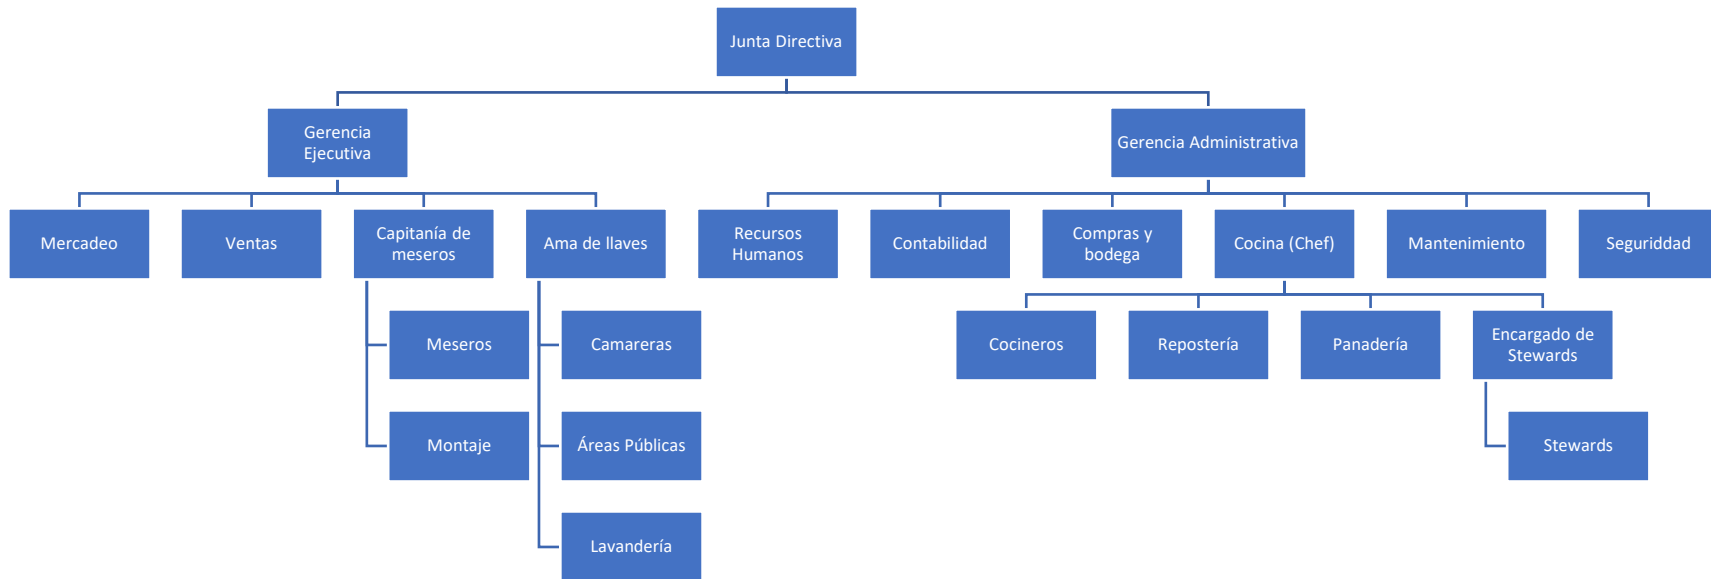 Junta Directiva
Gerencia
Ejecutiva
Gerencia Administrativa
Mercadeo
Ventas
Capitanía de
meseros
Ama de llaves
Recursos
Humanos
Contabilidad
Compras y
bodega
Cocina (Chef)
Mantenimiento
Seguriddad
Meseros
Camareras
Cocineros
Repostería
Panadería
Encargado de
Stewards
Montaje
Áreas Públicas
Stewards
Lavandería